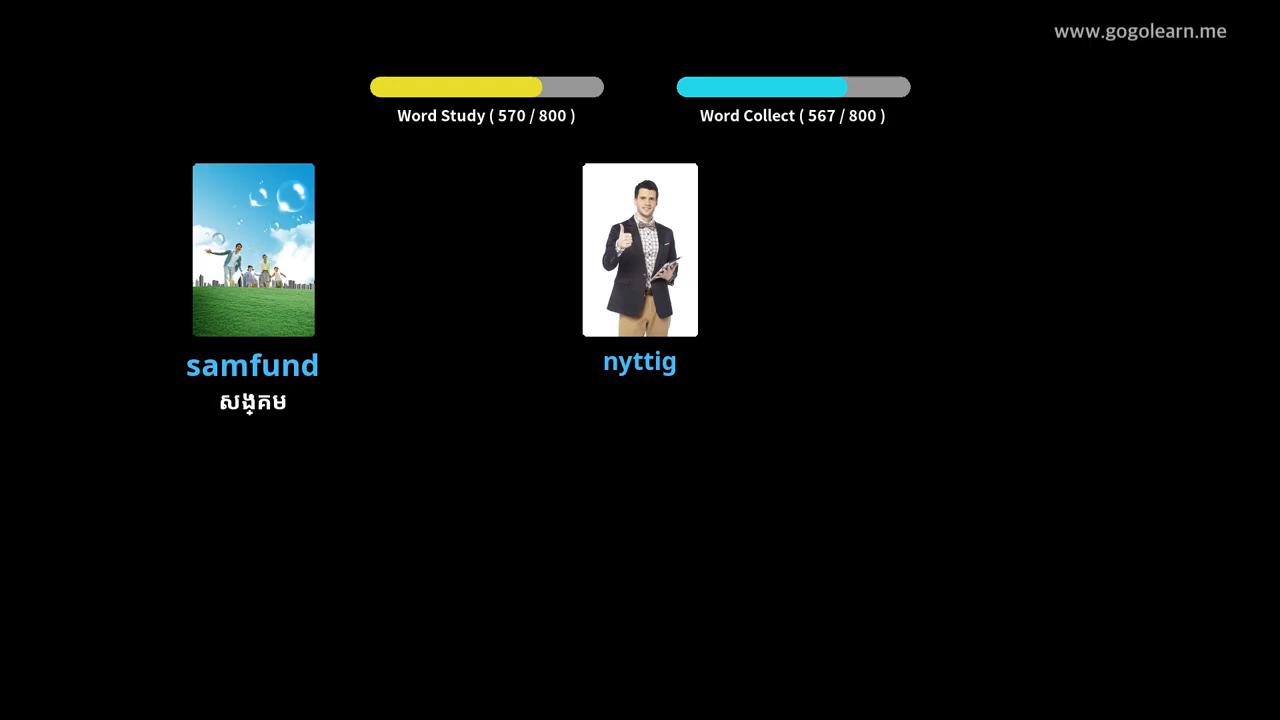 www.gogolearn.me
Word Study ( 570 / 800 )
Word Collect ( 567 / 800 )
samfund
សង្គម
nyttig